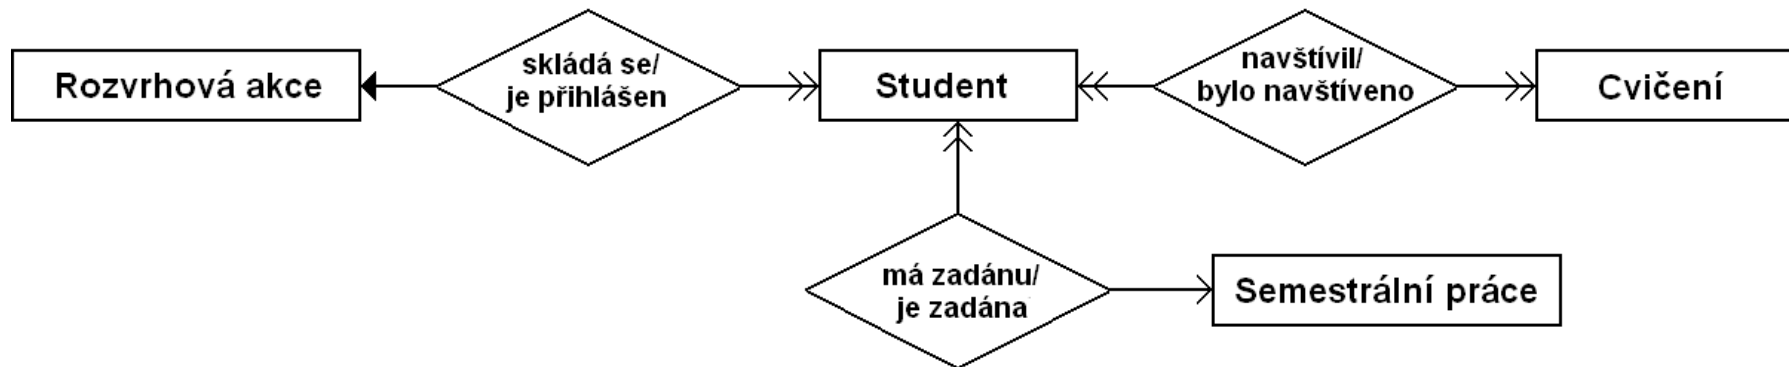 Rozvrhová akce
skládá se/
je přihlášen
Student
navštívil/
bylo navštíveno
Cvičení
má zadánu/
je zadána
Semestrální práce